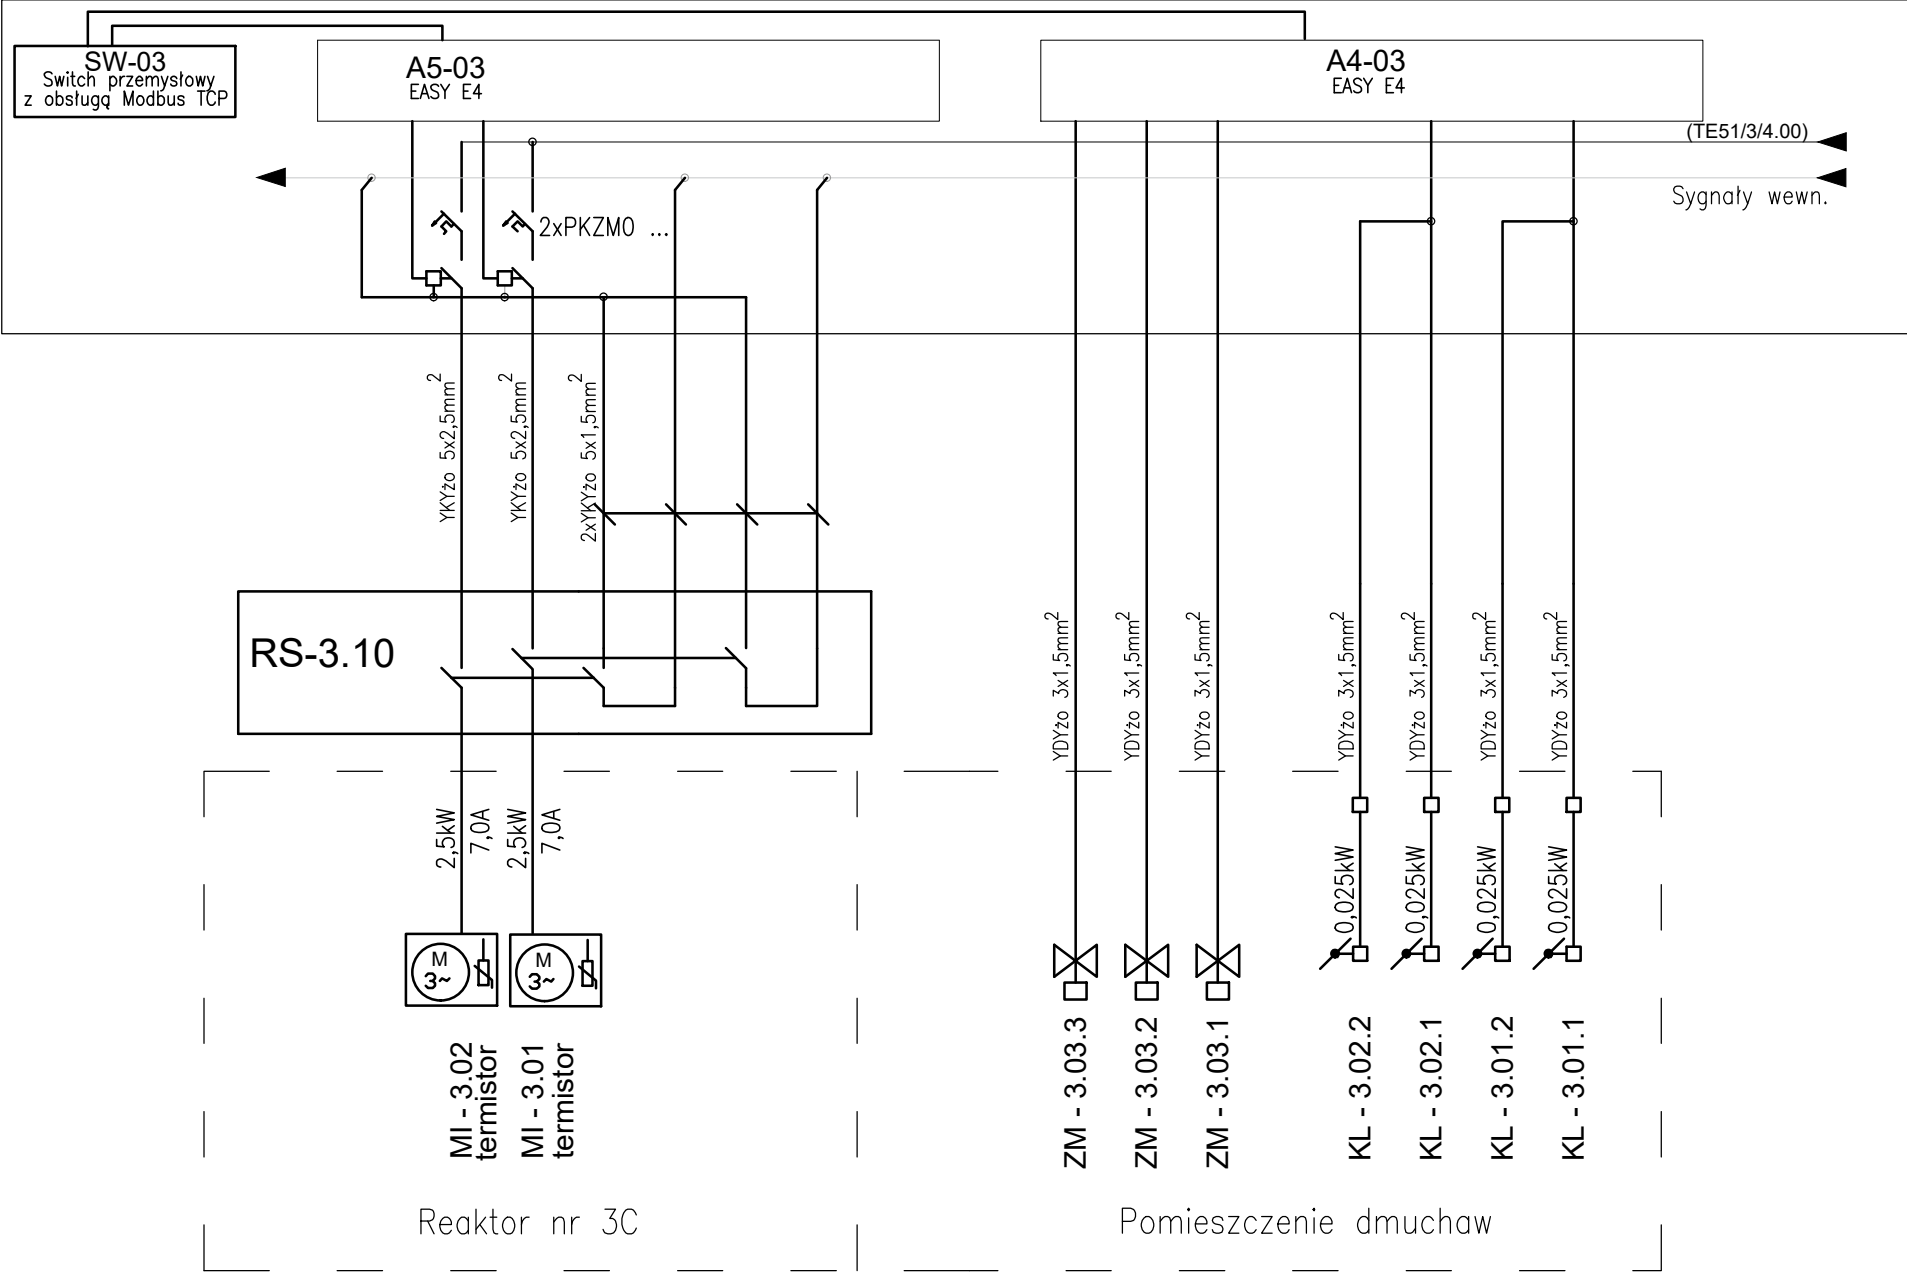 SW-03
Switch przemysłowy
z obsługą Modbus TCP
A5-03
EASY E4
A4-03
EASY E4
(TE51/3/4.00)
Sygnały wewn.
2xPKZM0 ...
YKYżo 5x2,5mm²
YKYżo 5x2,5mm²
2xYKYżo 5x1,5mm²
RS-3.10
YDYżo 3x1,5mm²
YDYżo 3x1,5mm²
YDYżo 3x1,5mm²
YDYżo 3x1,5mm²
YDYżo 3x1,5mm²
YDYżo 3x1,5mm²
YDYżo 3x1,5mm²
2,5kW
7,0A
2,5kW
7,0A
0,025kW
0,025kW
0,025kW
0,025kW
M
3~
M
3~
MI - 3.02
termistor
MI - 3.01
termistor
ZM - 3.03.3
ZM - 3.03.2
ZM - 3.03.1
KL - 3.02.2
KL - 3.02.1
KL - 3.01.2
KL - 3.01.1
Reaktor nr 3C
Pomieszczenie dmuchaw